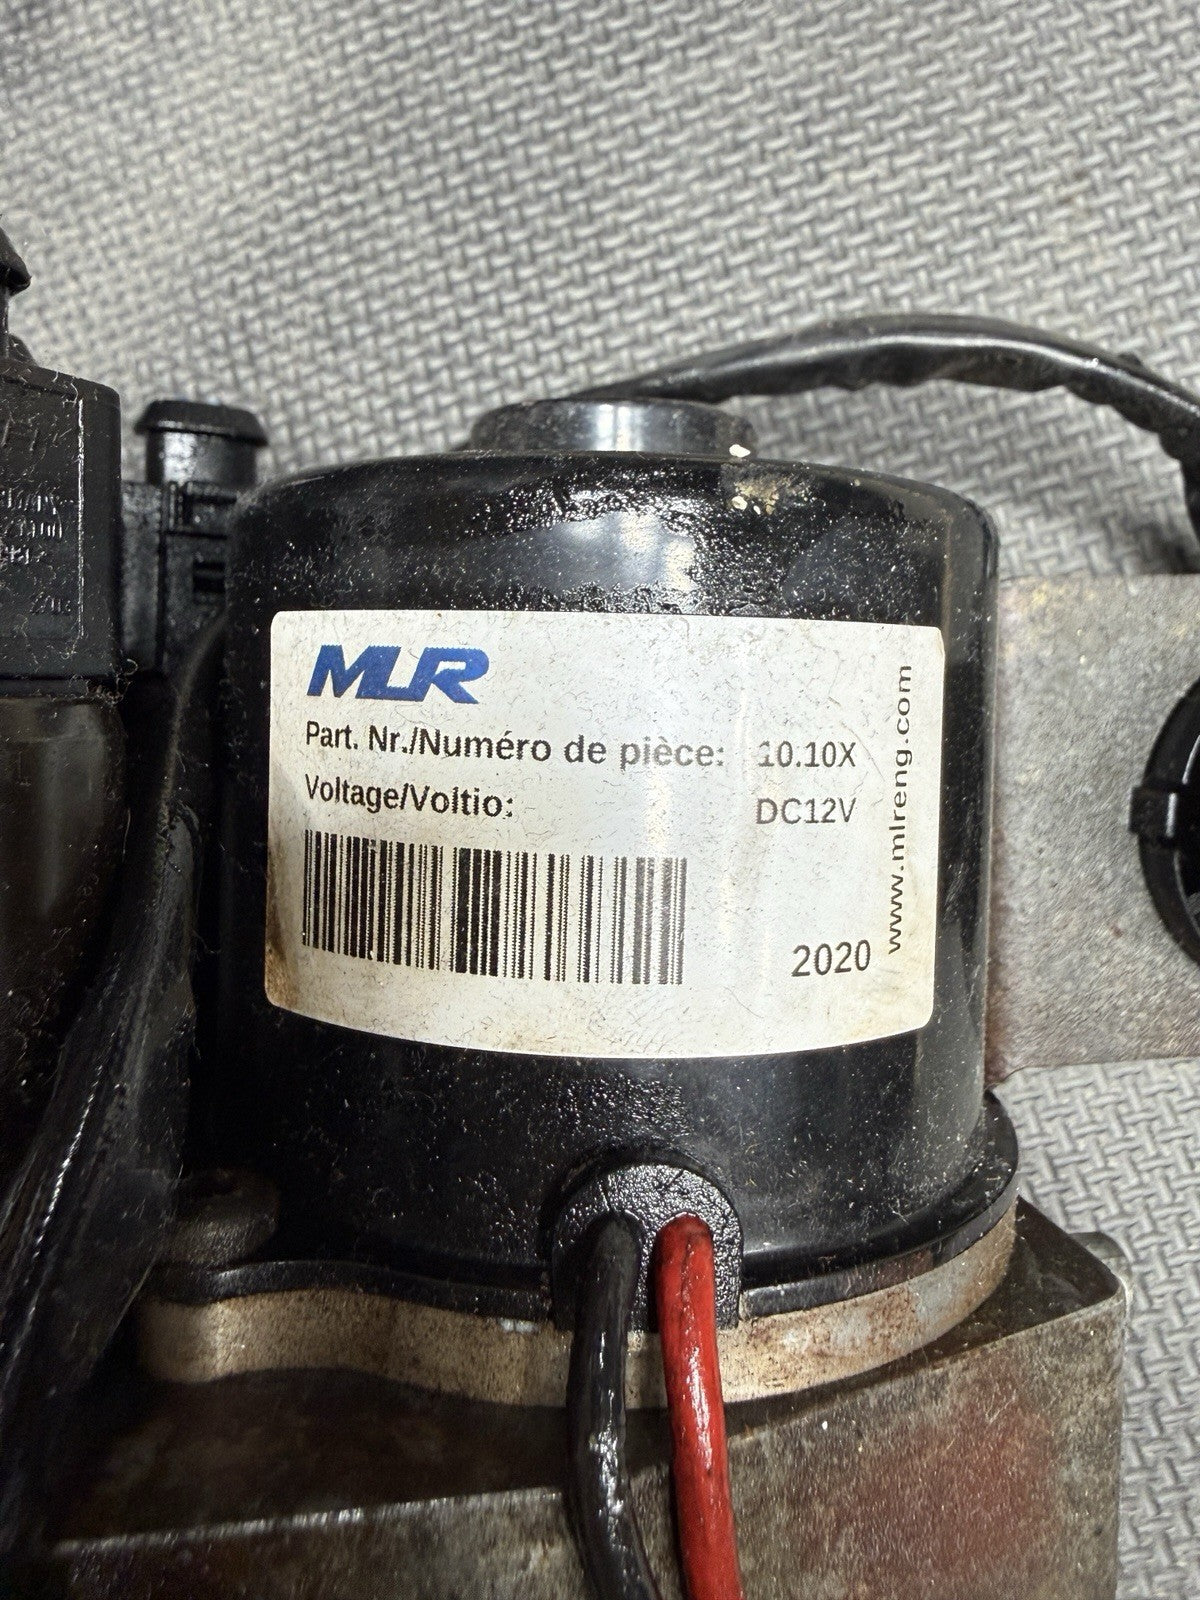 MLR
Part. Nr./Numéro de pièce: 10.10X
Voltage/Voltio: DC12V
2020
www.mlreng.com